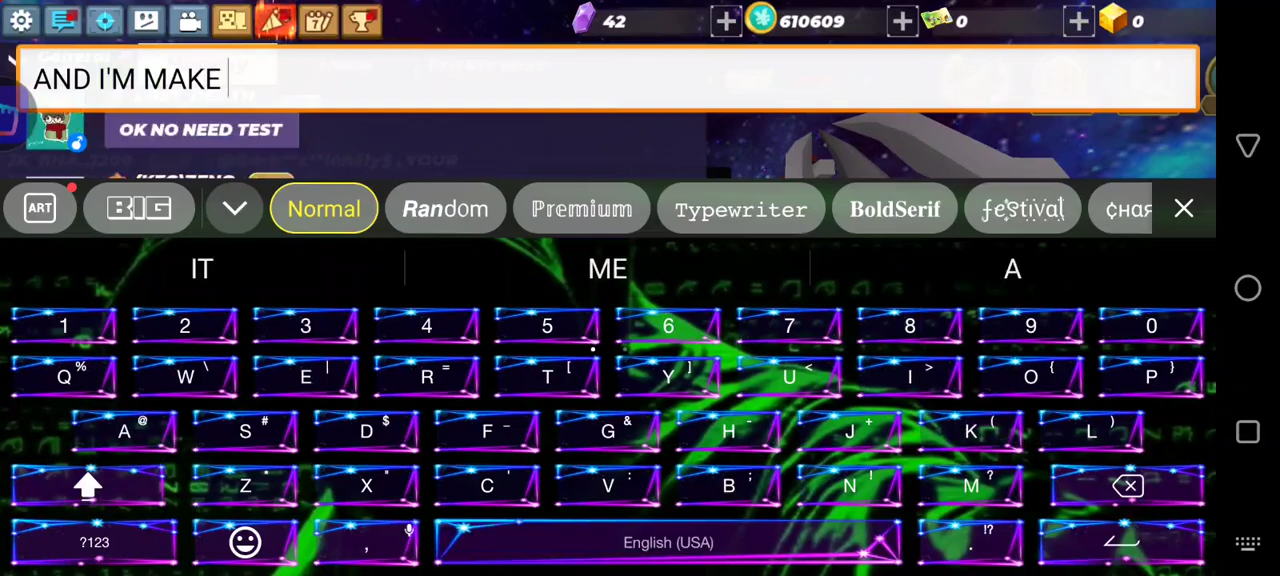 42 610609 0 0
AND I'M MAKE
OK NO NEED TEST
ART BIG Normal Random Premium Typewriter BoldSerif festival
IT ME A
1 2 3 4 5 6 7 8 9 0
Q % W \ E | R = T [ Y ] U < I > O { P }
A @ S # D $ F _ G & H - J + K ( L )
Z * X " C ' V : B ; N ! M ?
?123 , English (USA) . !?